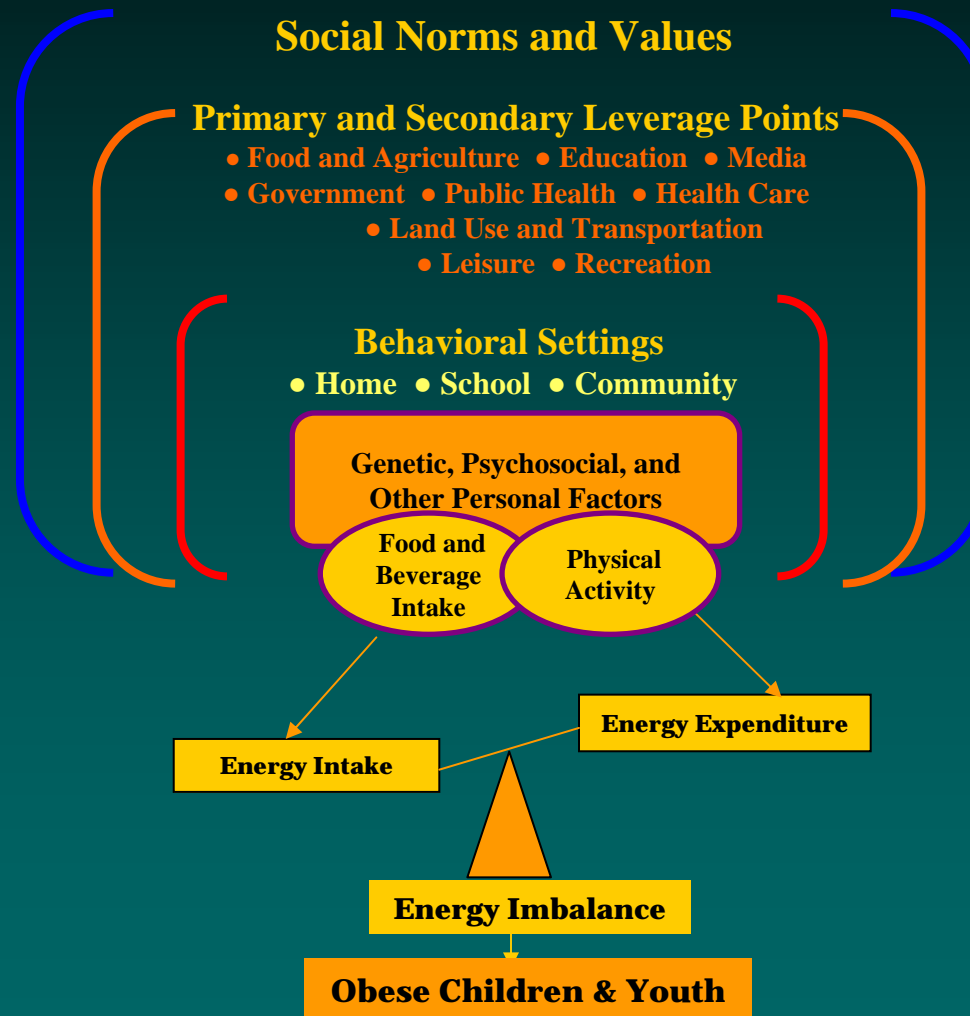 Social Norms and Values
Primary and Secondary Leverage Points
● Food and Agriculture ● Education ● Media
● Government ● Public Health ● Health Care
● Land Use and Transportation
● Leisure ● Recreation
Behavioral Settings
● Home ● School ● Community
Genetic, Psychosocial, and
Other Personal Factors
Food and
Beverage
Intake
Physical
Activity
Energy Expenditure
Energy Intake
Energy Imbalance
Obese Children & Youth